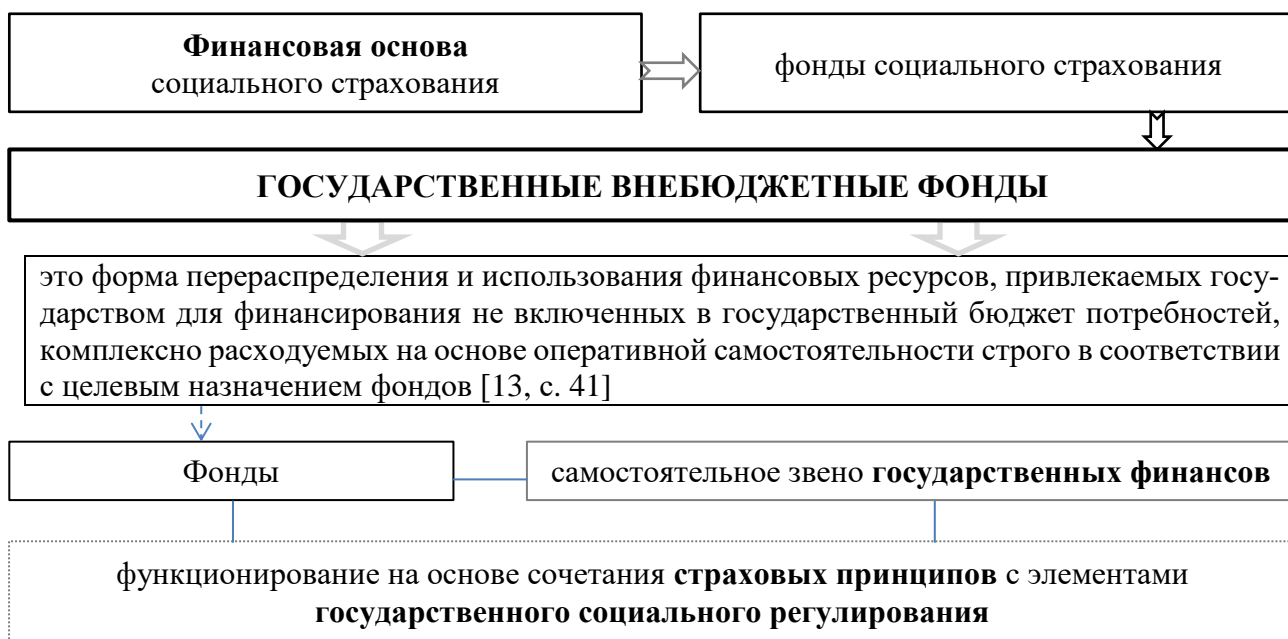 Финансовая основа
социального страхования
фонды социального страхования
ГОСУДАРСТВЕННЫЕ ВНЕБЮДЖЕТНЫЕ ФОНДЫ
это форма перераспределения и использования финансовых ресурсов, привлекаемых госу-
дарством для финансирования не включенных в государственный бюджет потребностей,
комплексно расходуемых на основе оперативной самостоятельности строго в соответствии
с целевым назначением фондов [13, с. 41]
Фонды
самостоятельное звено государственных финансов
функционирование на основе сочетания страховых принципов с элементами
государственного социального регулирования